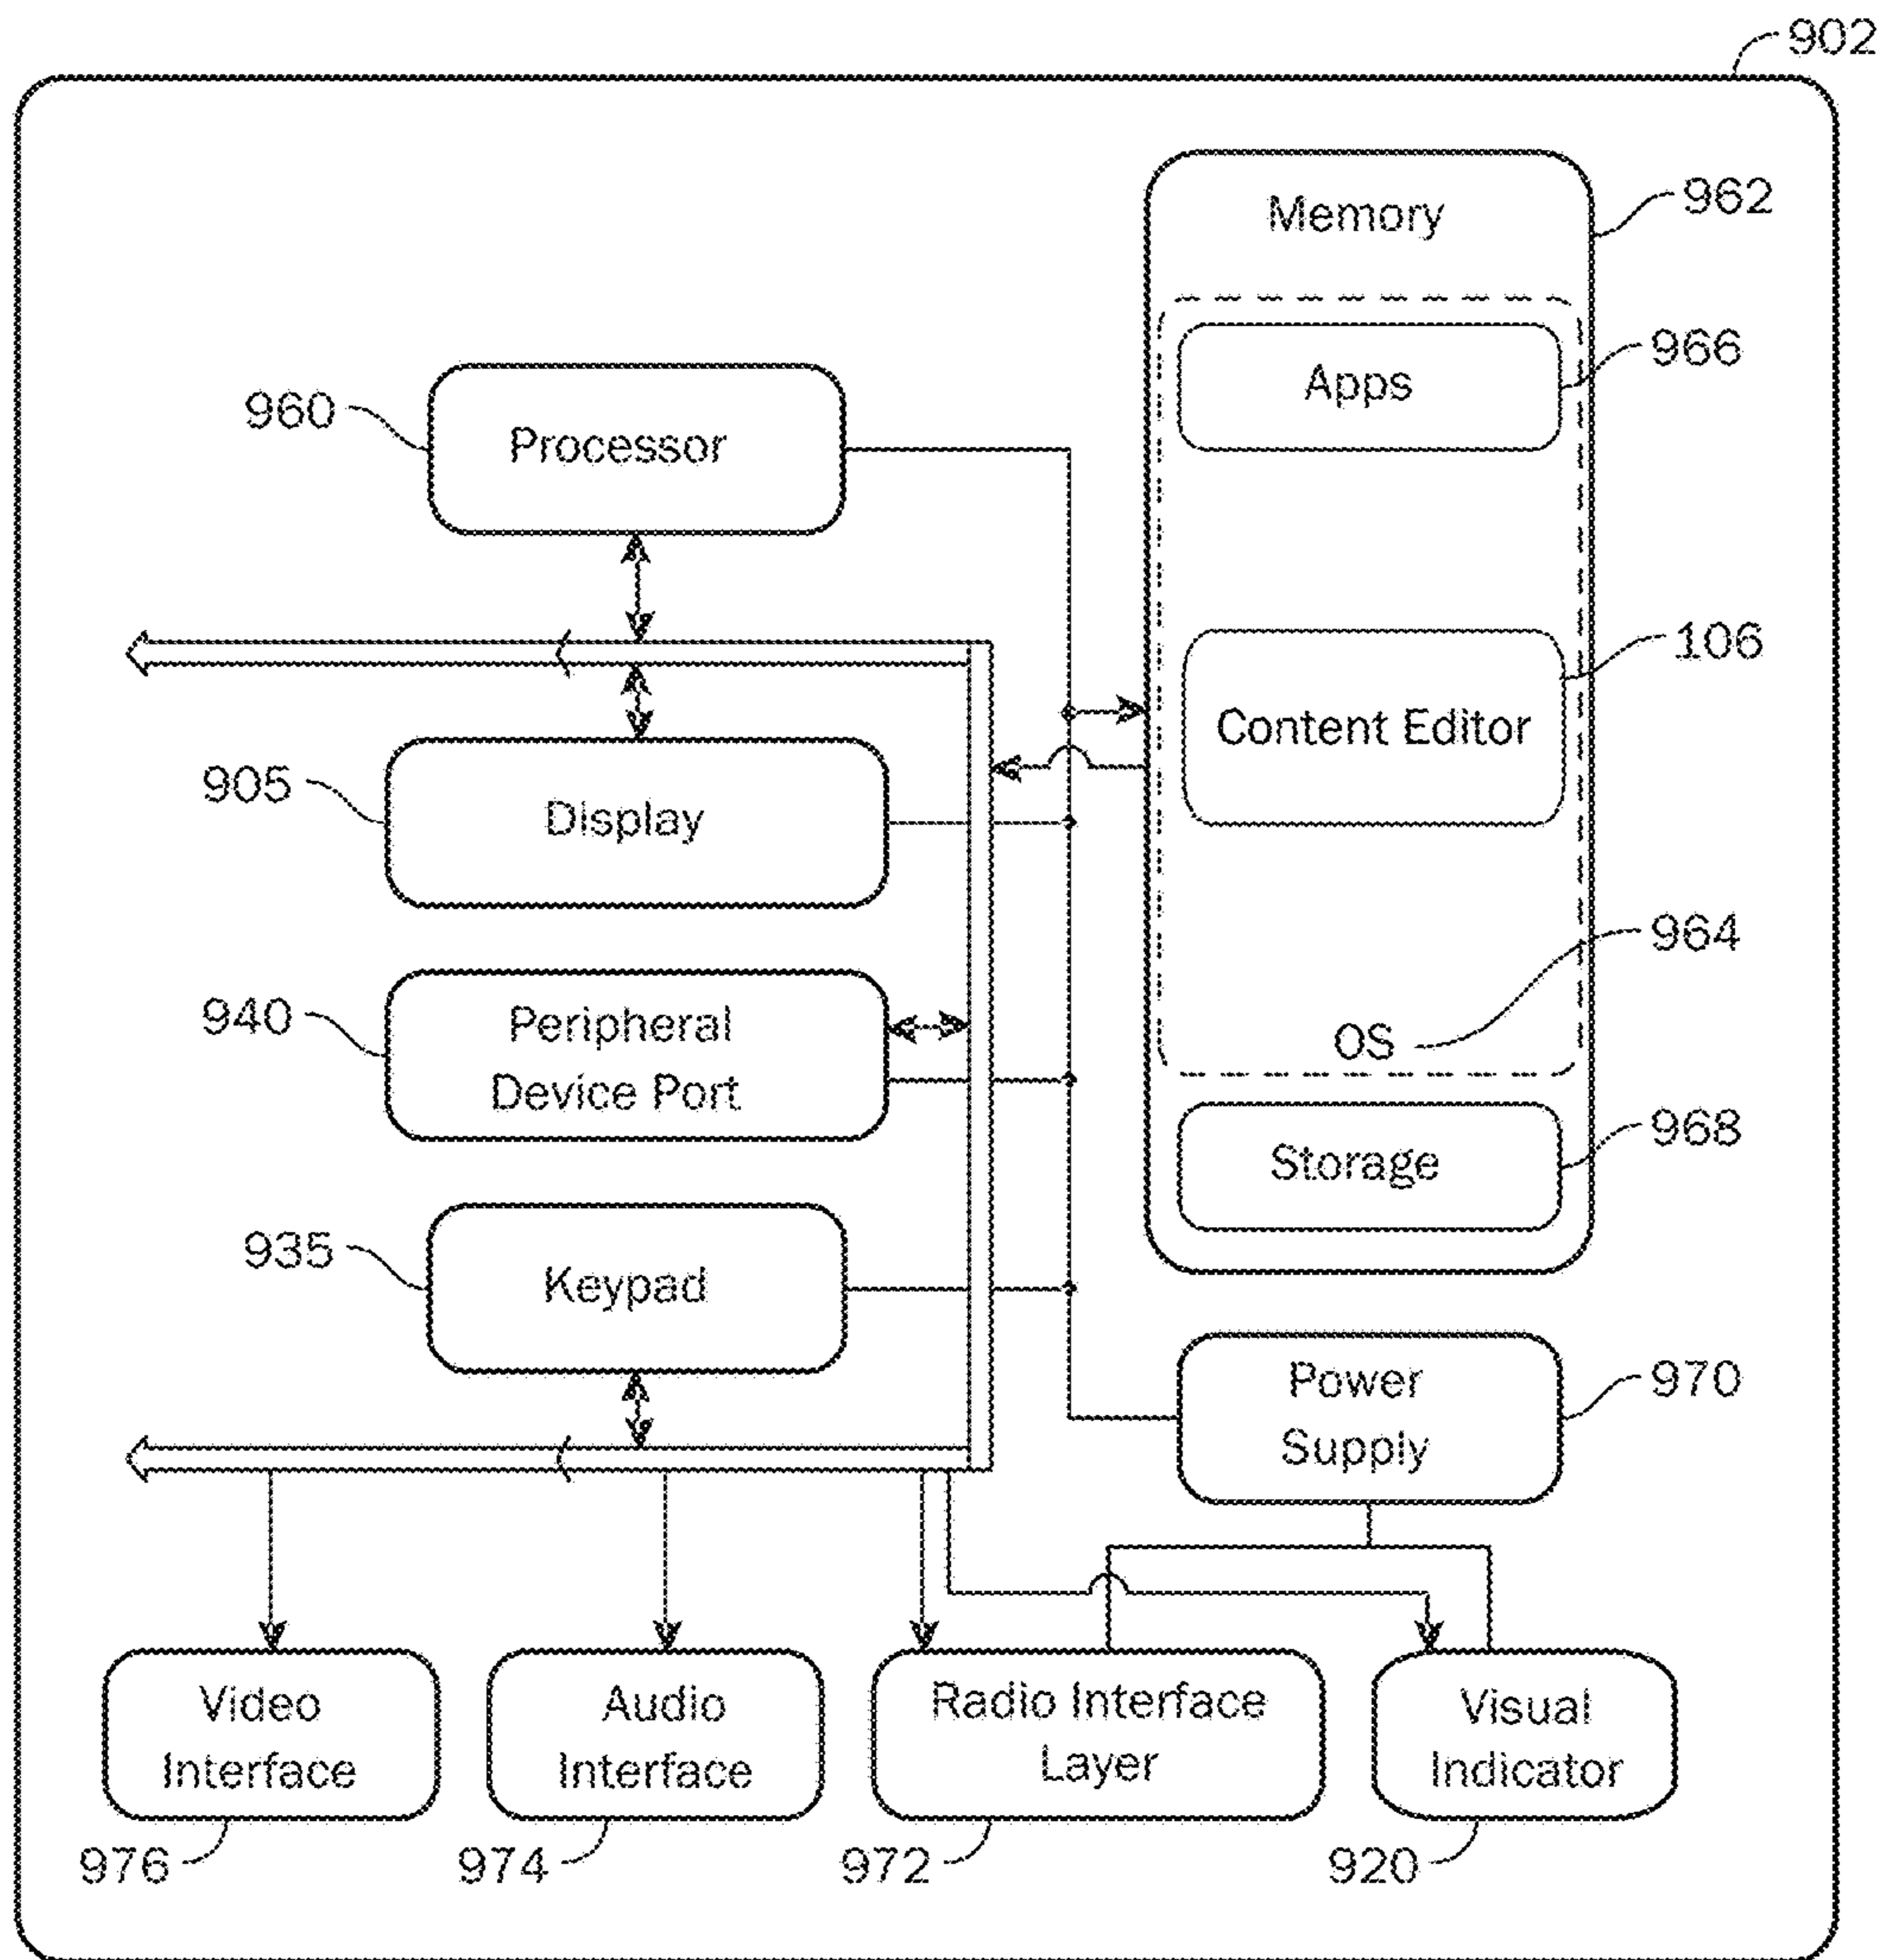 902
Memory
962
Apps
966
960
Processor
106
Content Editor
905
Display
964
940
Peripheral
Device Port
OS
968
Storage
935
Keypad
Power
Supply
970
Video
Interface
Audio
Interface
Radio Interface
Layer
Visual
Indicator
976
974
972
920